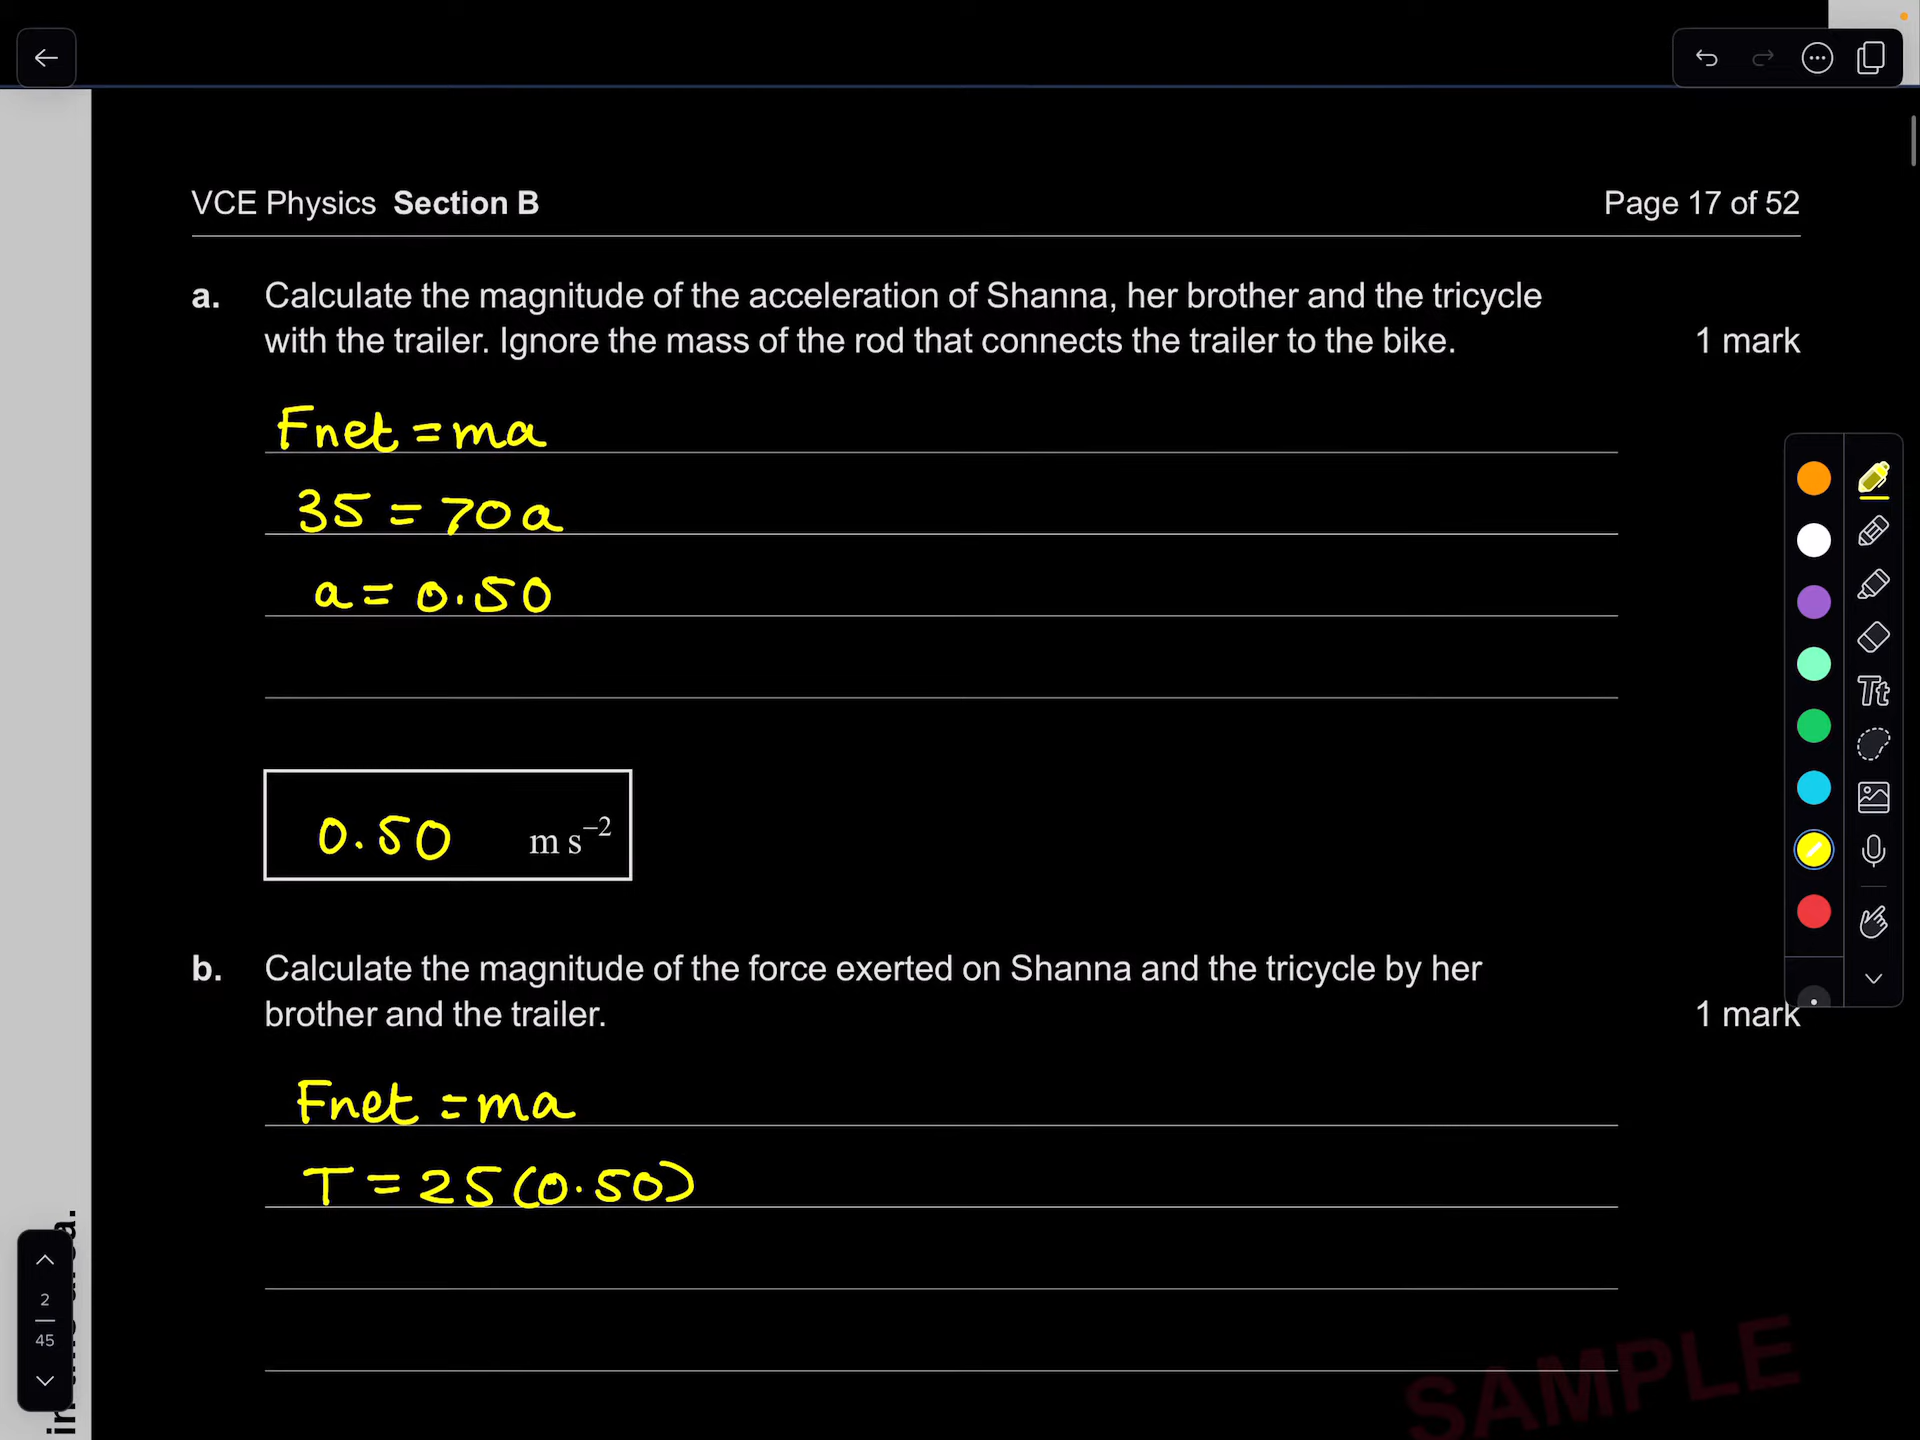 VCE Physics Section B
Page 17 of 52
a. Calculate the magnitude of the acceleration of Shanna, her brother and the tricycle
with the trailer. Ignore the mass of the rod that connects the trailer to the bike. 1 mark
Fnet = ma
35 = 70a
a = 0.50
0.50 m s⁻²
b. Calculate the magnitude of the force exerted on Shanna and the tricycle by her
brother and the trailer. 1 mark
Fnet = ma
T = 25(0.50)
SAMPLE
Tt
2
45